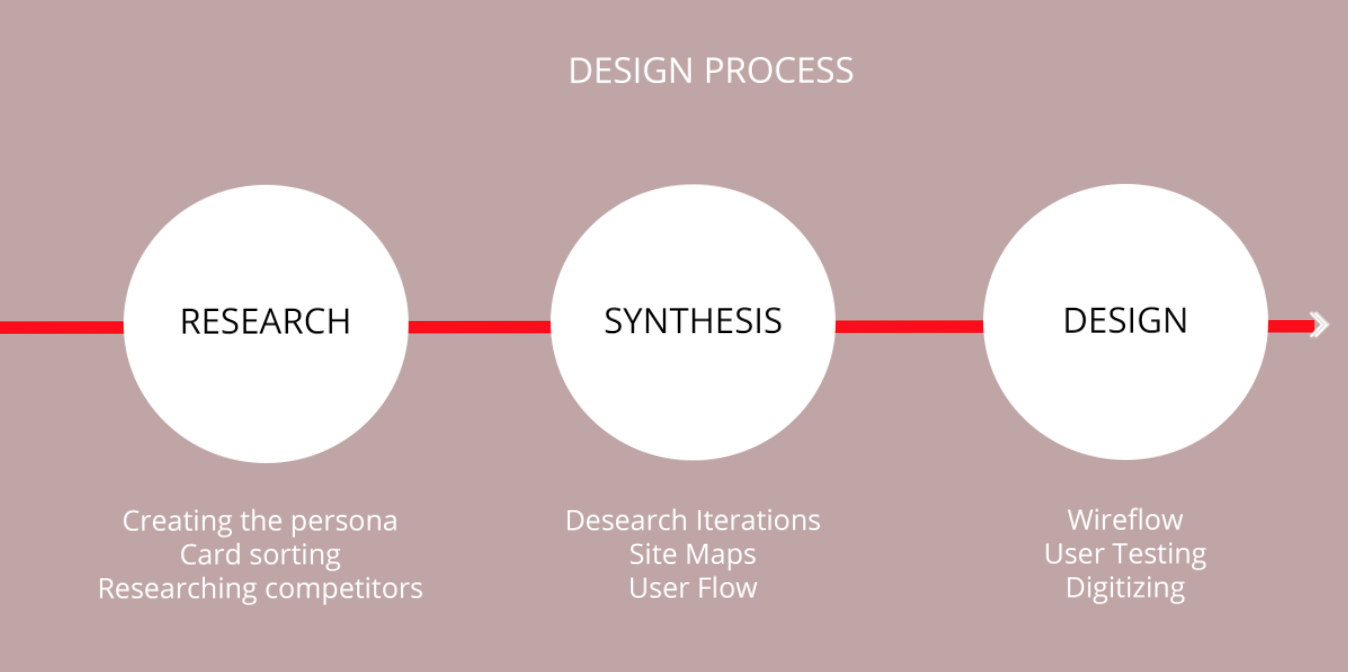 DESIGN PROCESS
RESEARCH
SYNTHESIS
DESIGN
Creating the persona
Card sorting
Researching competitors
Desearch Iterations
Site Maps
User Flow
Wireflow
User Testing
Digitizing